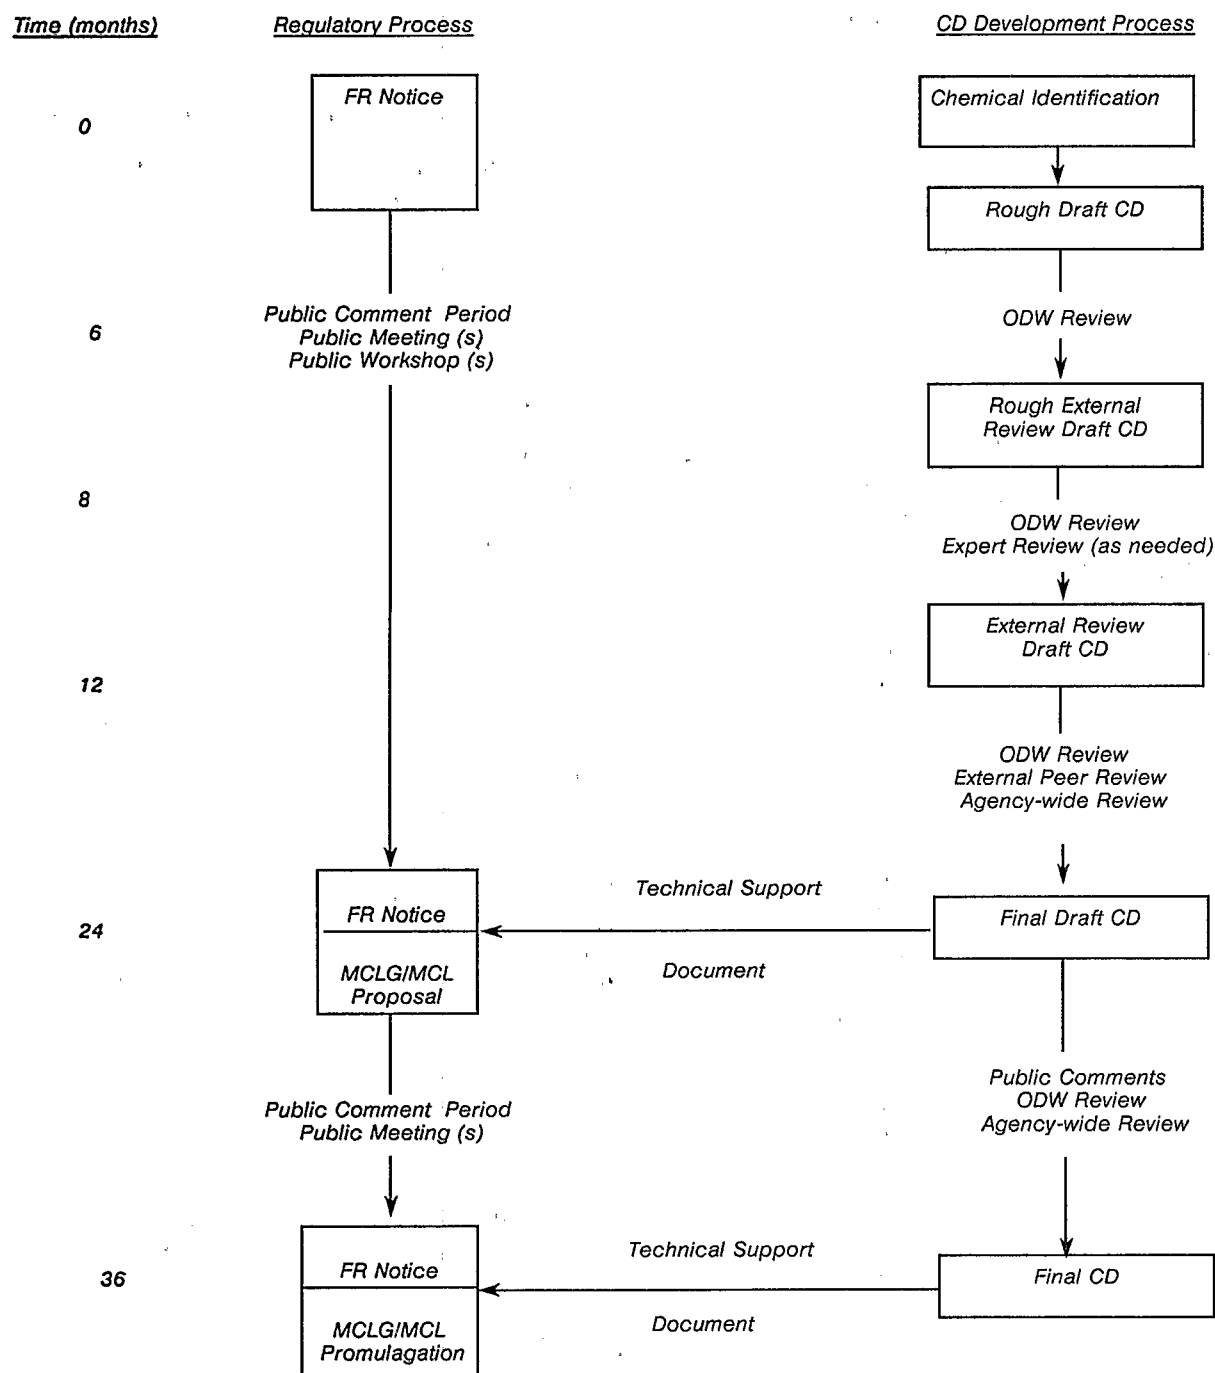 Time (months)
Regulatory Process
CD Development Process
0
FR Notice
Chemical Identification
Rough Draft CD
6
Public Comment Period
Public Meeting (s)
Public Workshop (s)
ODW Review
Rough External
Review Draft CD
8
ODW Review
Expert Review (as needed)
External Review
Draft CD
12
ODW Review
External Peer Review
Agency-wide Review
24
FR Notice
MCLG/MCL
Proposal
Technical Support
Document
Final Draft CD
Public Comment Period
Public Meeting (s)
Public Comments
ODW Review
Agency-wide Review
36
FR Notice
MCLG/MCL
Promulagation
Technical Support
Document
Final CD